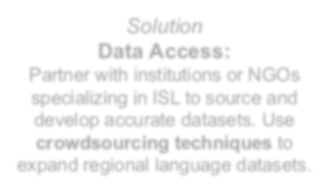 Solution
Data Access:
Partner with institutions or NGOs
specializing in ISL to source and
develop accurate datasets. Use
crowdsourcing techniques to
expand regional language datasets.